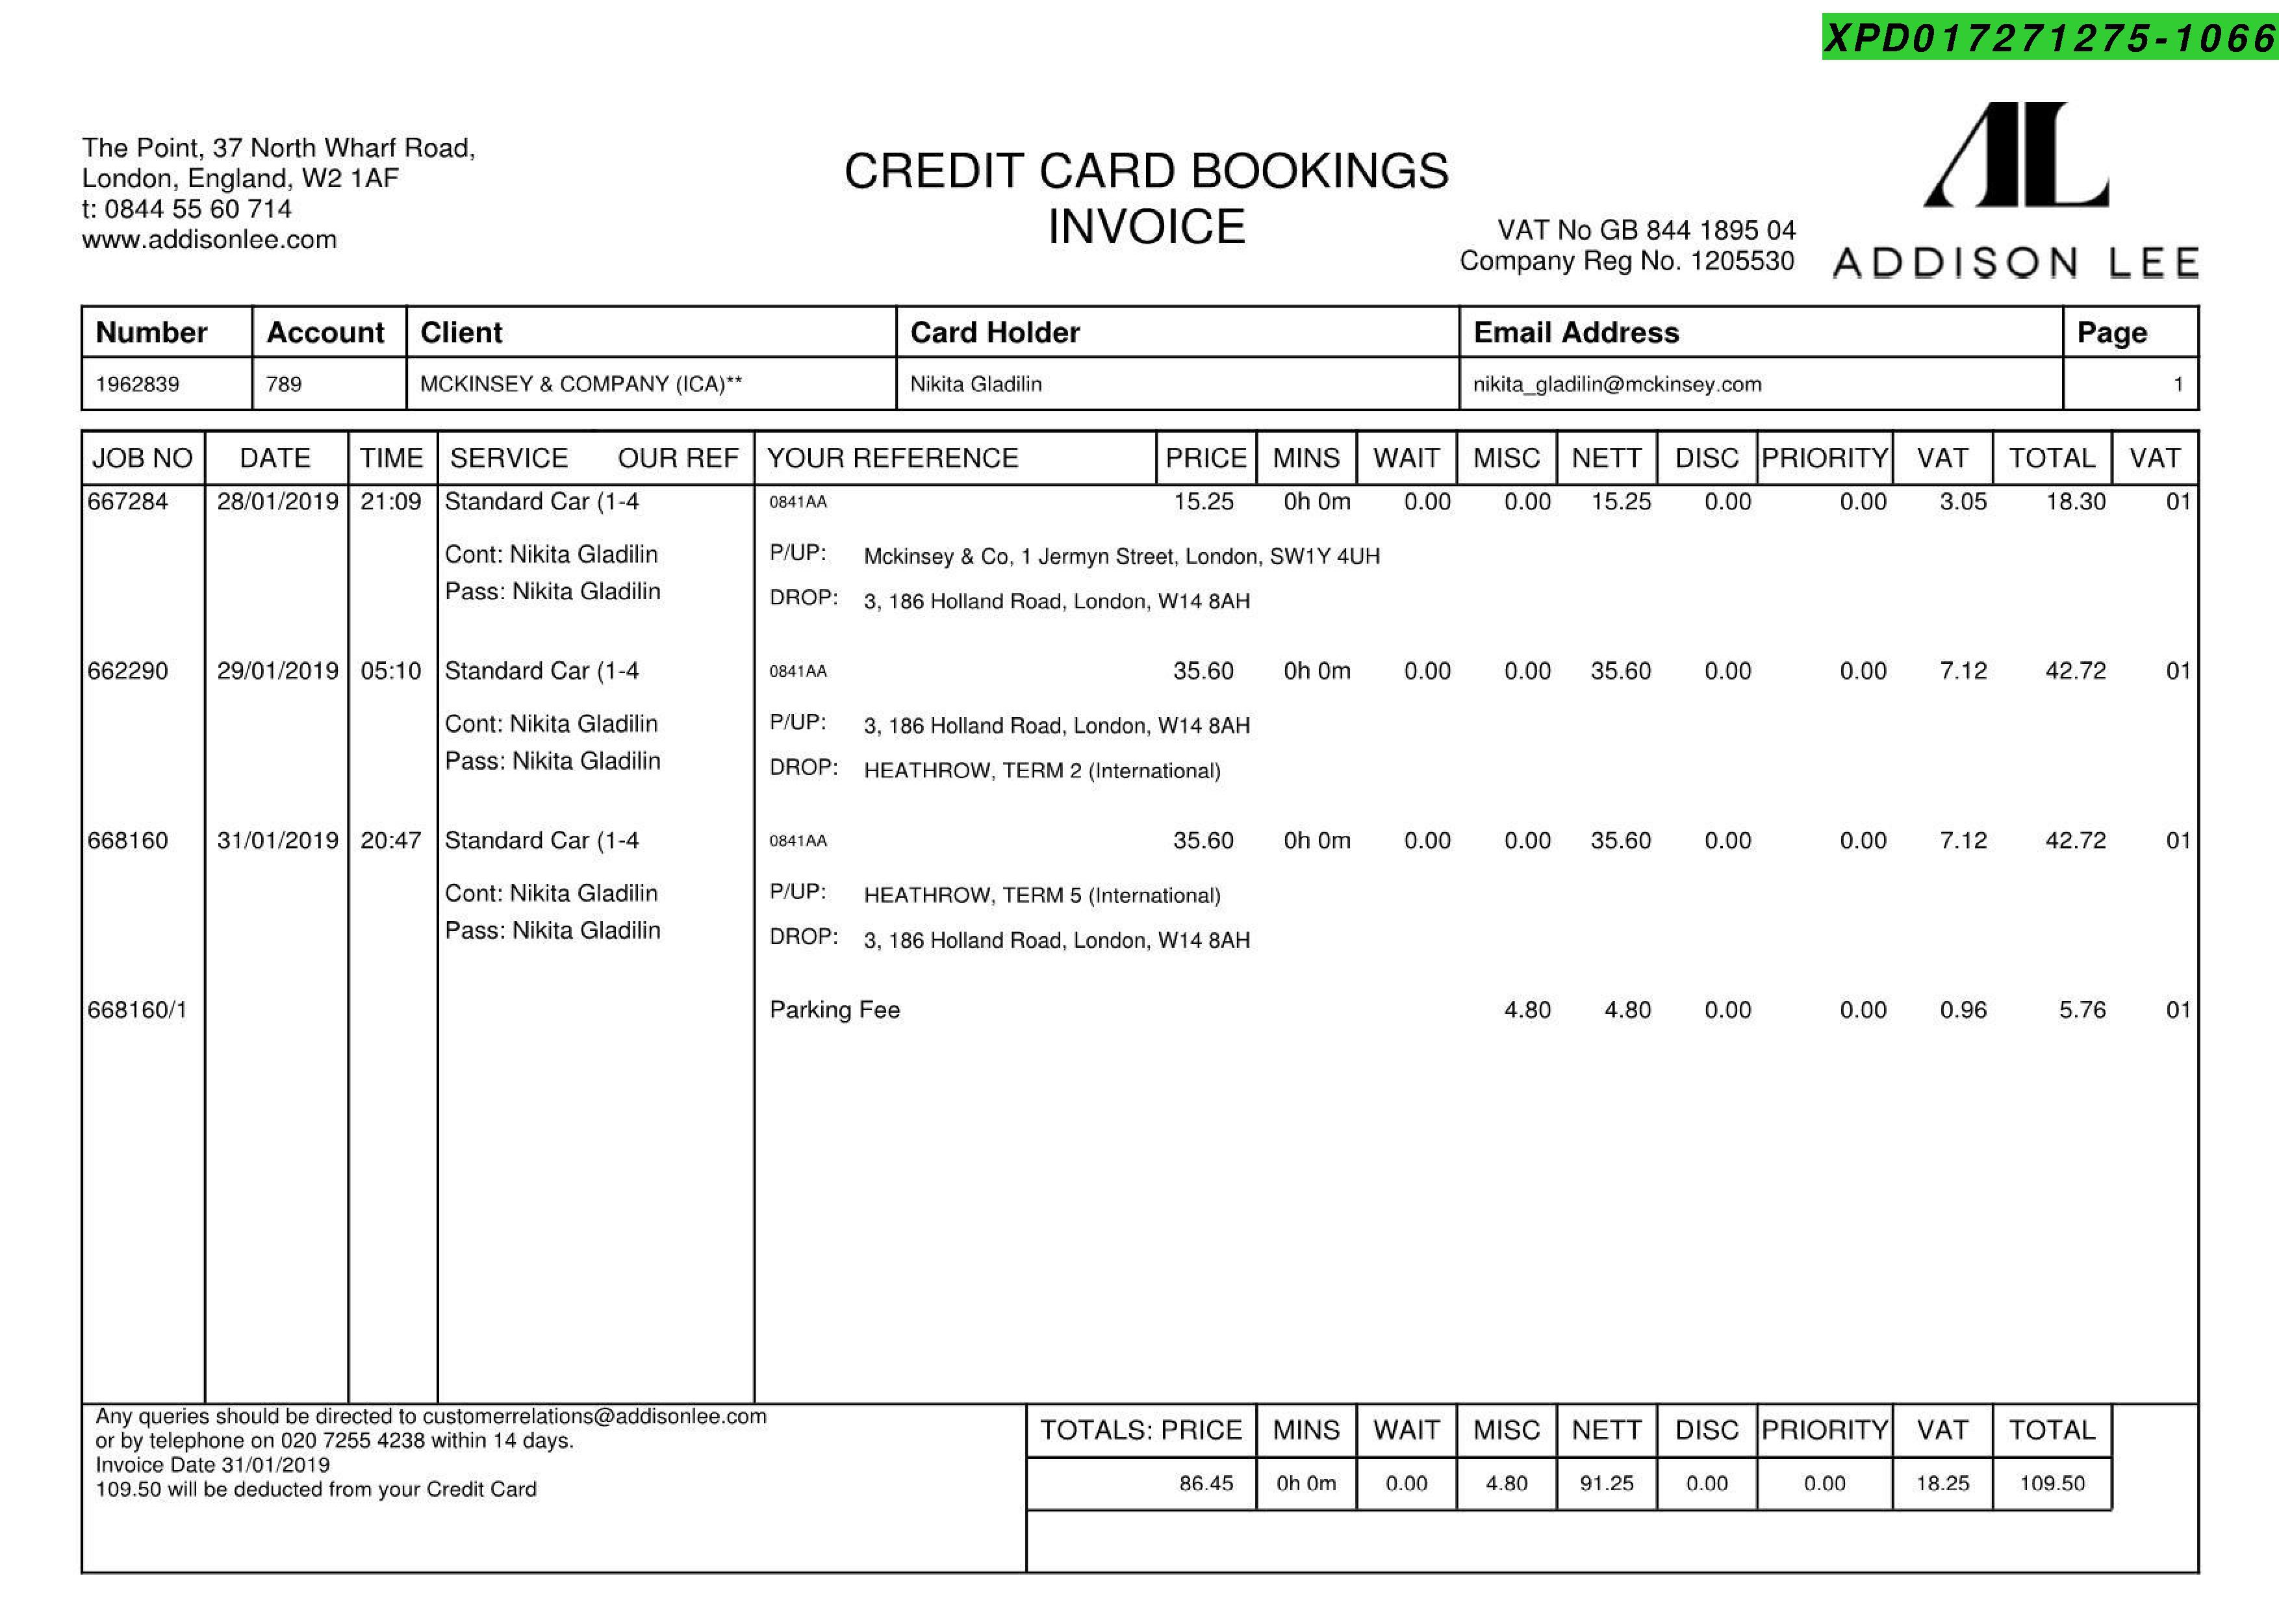 XPD017271275-1066
The Point, 37 North Wharf Road,
London, England, W2 1AF
t: 0844 55 60 714
www.addisonlee.com
CREDIT CARD BOOKINGS
INVOICE
VAT No GB 844 1895 04
Company Reg No. 1205530
AL
ADDISON LEE
Number Account Client Card Holder Email Address Page
1962839 789 MCKINSEY & COMPANY (ICA)** Nikita Gladilin nikita_gladilin@mckinsey.com 1
JOB NO DATE TIME SERVICE OUR REF YOUR REFERENCE PRICE MINS WAIT MISC NETT DISC PRIORITY VAT TOTAL VAT
667284 28/01/2019 21:09 Standard Car (1-4 0841AA 15.25 0h 0m 0.00 0.00 15.25 0.00 0.00 3.05 18.30 01
Cont: Nikita Gladilin P/UP: Mckinsey & Co, 1 Jermyn Street, London, SW1Y 4UH
Pass: Nikita Gladilin DROP: 3, 186 Holland Road, London, W14 8AH
662290 29/01/2019 05:10 Standard Car (1-4 0841AA 35.60 0h 0m 0.00 0.00 35.60 0.00 0.00 7.12 42.72 01
Cont: Nikita Gladilin P/UP: 3, 186 Holland Road, London, W14 8AH
Pass: Nikita Gladilin DROP: HEATHROW, TERM 2 (International)
668160 31/01/2019 20:47 Standard Car (1-4 0841AA 35.60 0h 0m 0.00 0.00 35.60 0.00 0.00 7.12 42.72 01
Cont: Nikita Gladilin P/UP: HEATHROW, TERM 5 (International)
Pass: Nikita Gladilin DROP: 3, 186 Holland Road, London, W14 8AH
668160/1 Parking Fee 4.80 4.80 0.00 0.00 0.96 5.76 01
Any queries should be directed to customerrelations@addisonlee.com
or by telephone on 020 7255 4238 within 14 days.
Invoice Date 31/01/2019
109.50 will be deducted from your Credit Card
TOTALS: PRICE MINS WAIT MISC NETT DISC PRIORITY VAT TOTAL
86.45 0h 0m 0.00 4.80 91.25 0.00 0.00 18.25 109.50